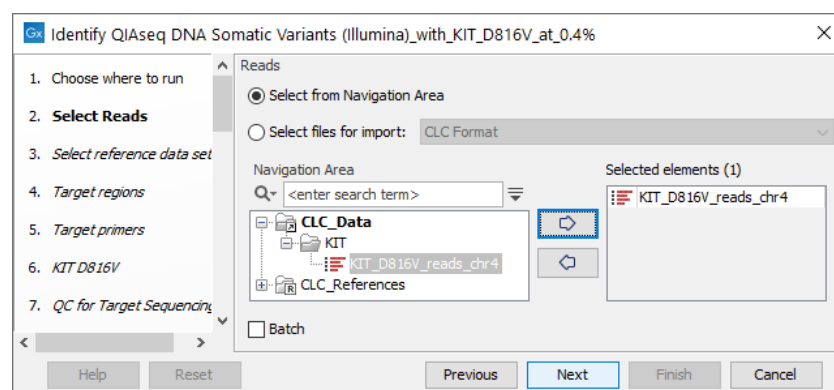 Gx Identify QIAseq DNA Somatic Variants (Illumina)_with_KIT_D816V_at_0.4%
1. Choose where to run
2. Select Reads
3. Select reference data set
4. Target regions
5. Target primers
6. KIT D816V
7. QC for Target Sequencing
Reads
Select from Navigation Area
Select files for import: CLC Format
Navigation Area
<enter search term>
CLC_Data
KIT
KIT_D816V_reads_chr4
CLC_References
Selected elements (1)
KIT_D816V_reads_chr4
Batch
Help Reset Previous Next Finish Cancel